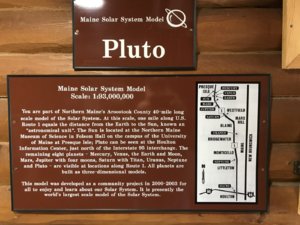 Maine Solar System Model
Pluto
Maine Solar System Model
Scale: 1:93,000,000
You are part of Northern Maine's Aroostook County 40-mile long
scale model of the Solar System. At this scale, one mile along U.S.
Route 1 equals the distance from the Earth to the Sun, known an
"astronomical unit". The Sun is located at the Northern Maine
Museum of Science in Folsom Hall on the campus of the University
of Maine at Presque Isle; Pluto can be seen at the Houlton
Information Center, just north of the Interstate 95 interchange. The
remaining eight planets - Mercury, Venus, the Earth and Moon,
Mars, Jupiter with four moons, Saturn with Titan, Uranus, Neptune
and Pluto - are visible at locations along Route 1. All planets are
built as three dimensional models.
This model was developed as a community project in 2000-2003 for
all to enjoy and learn about our Solar System. It is presently the
world's largest scale model of the Solar System.
PRESQUE
ISLE
WESTFIELD
MARS
HILL
BRIDGEWATER
MONTICELLO
LITTLETON
HOULTON